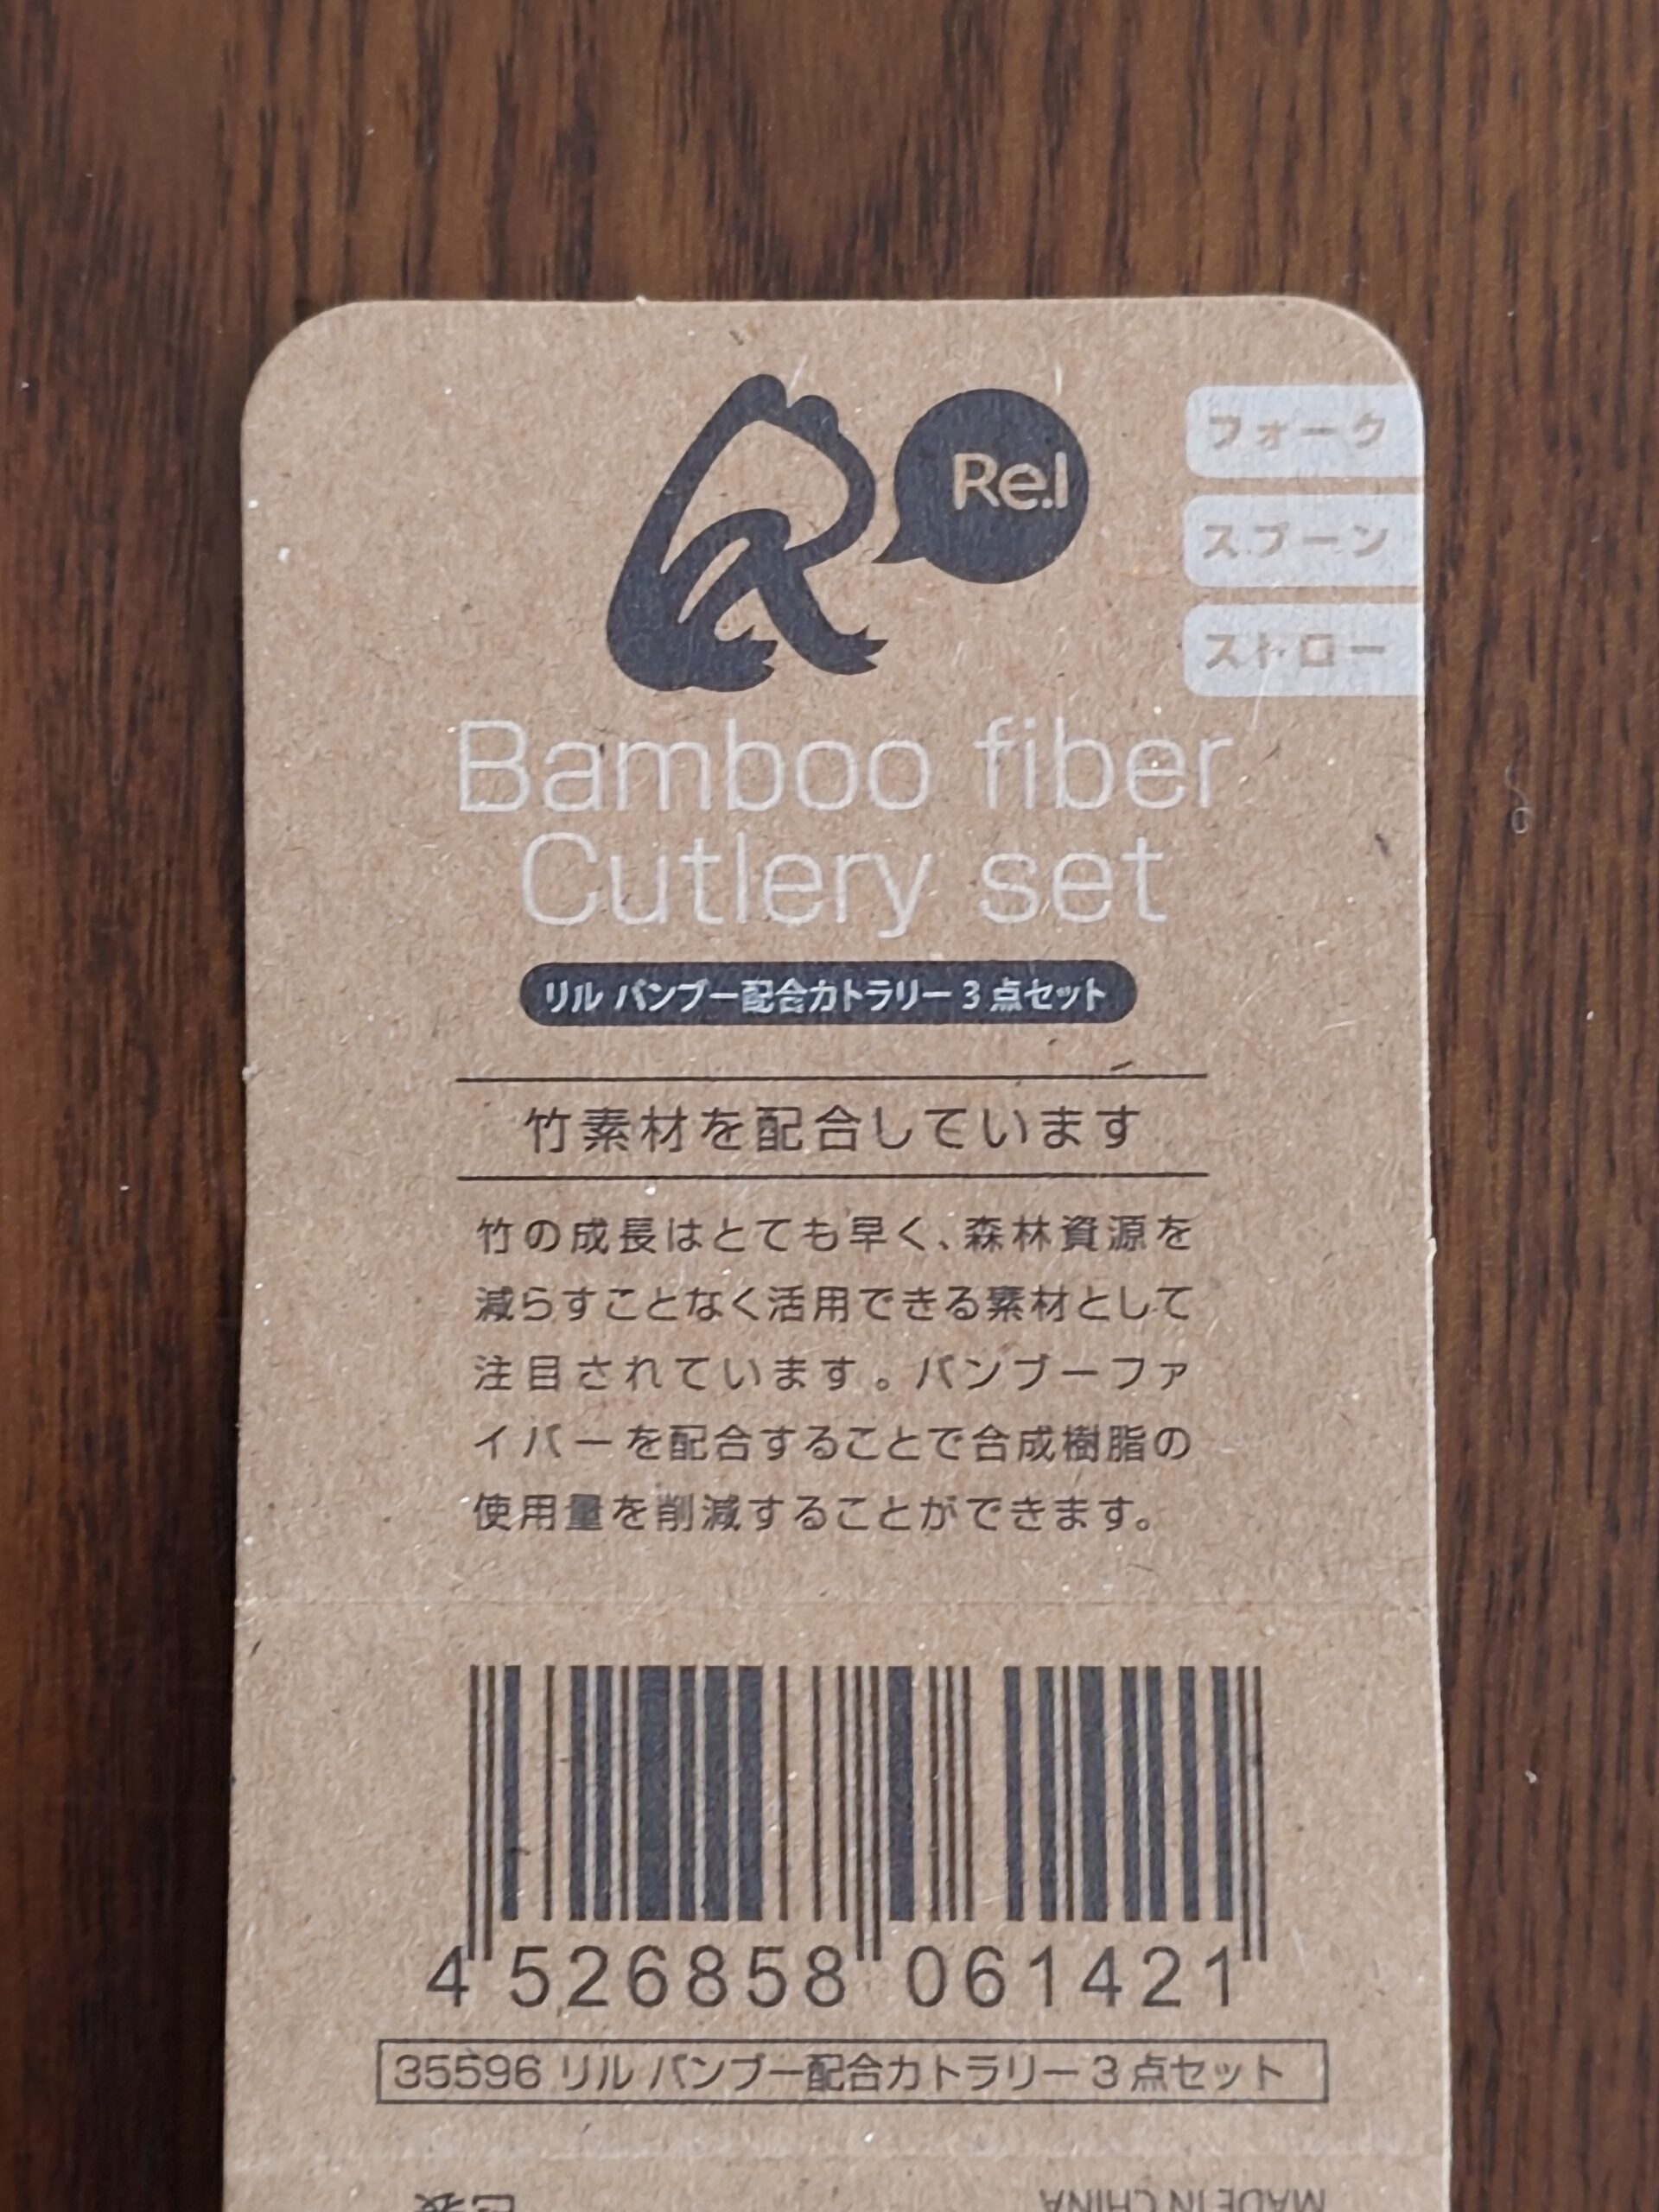 Re.l
フォーク
スプーン
ストロー
Bamboo fiber
Cutlery set
リル バンブー配合カトラリー 3 点セット
竹素材を配合しています
竹の成長はとても早く、森林資源を
減らすことなく活用できる素材として
注目されています。バンブーファ
イバーを配合することで合成樹脂の
使用量を削減することができます。
4 526858 061421
35596 リル バンブー配合カトラリー 3 点セット
MADE IN CHINA